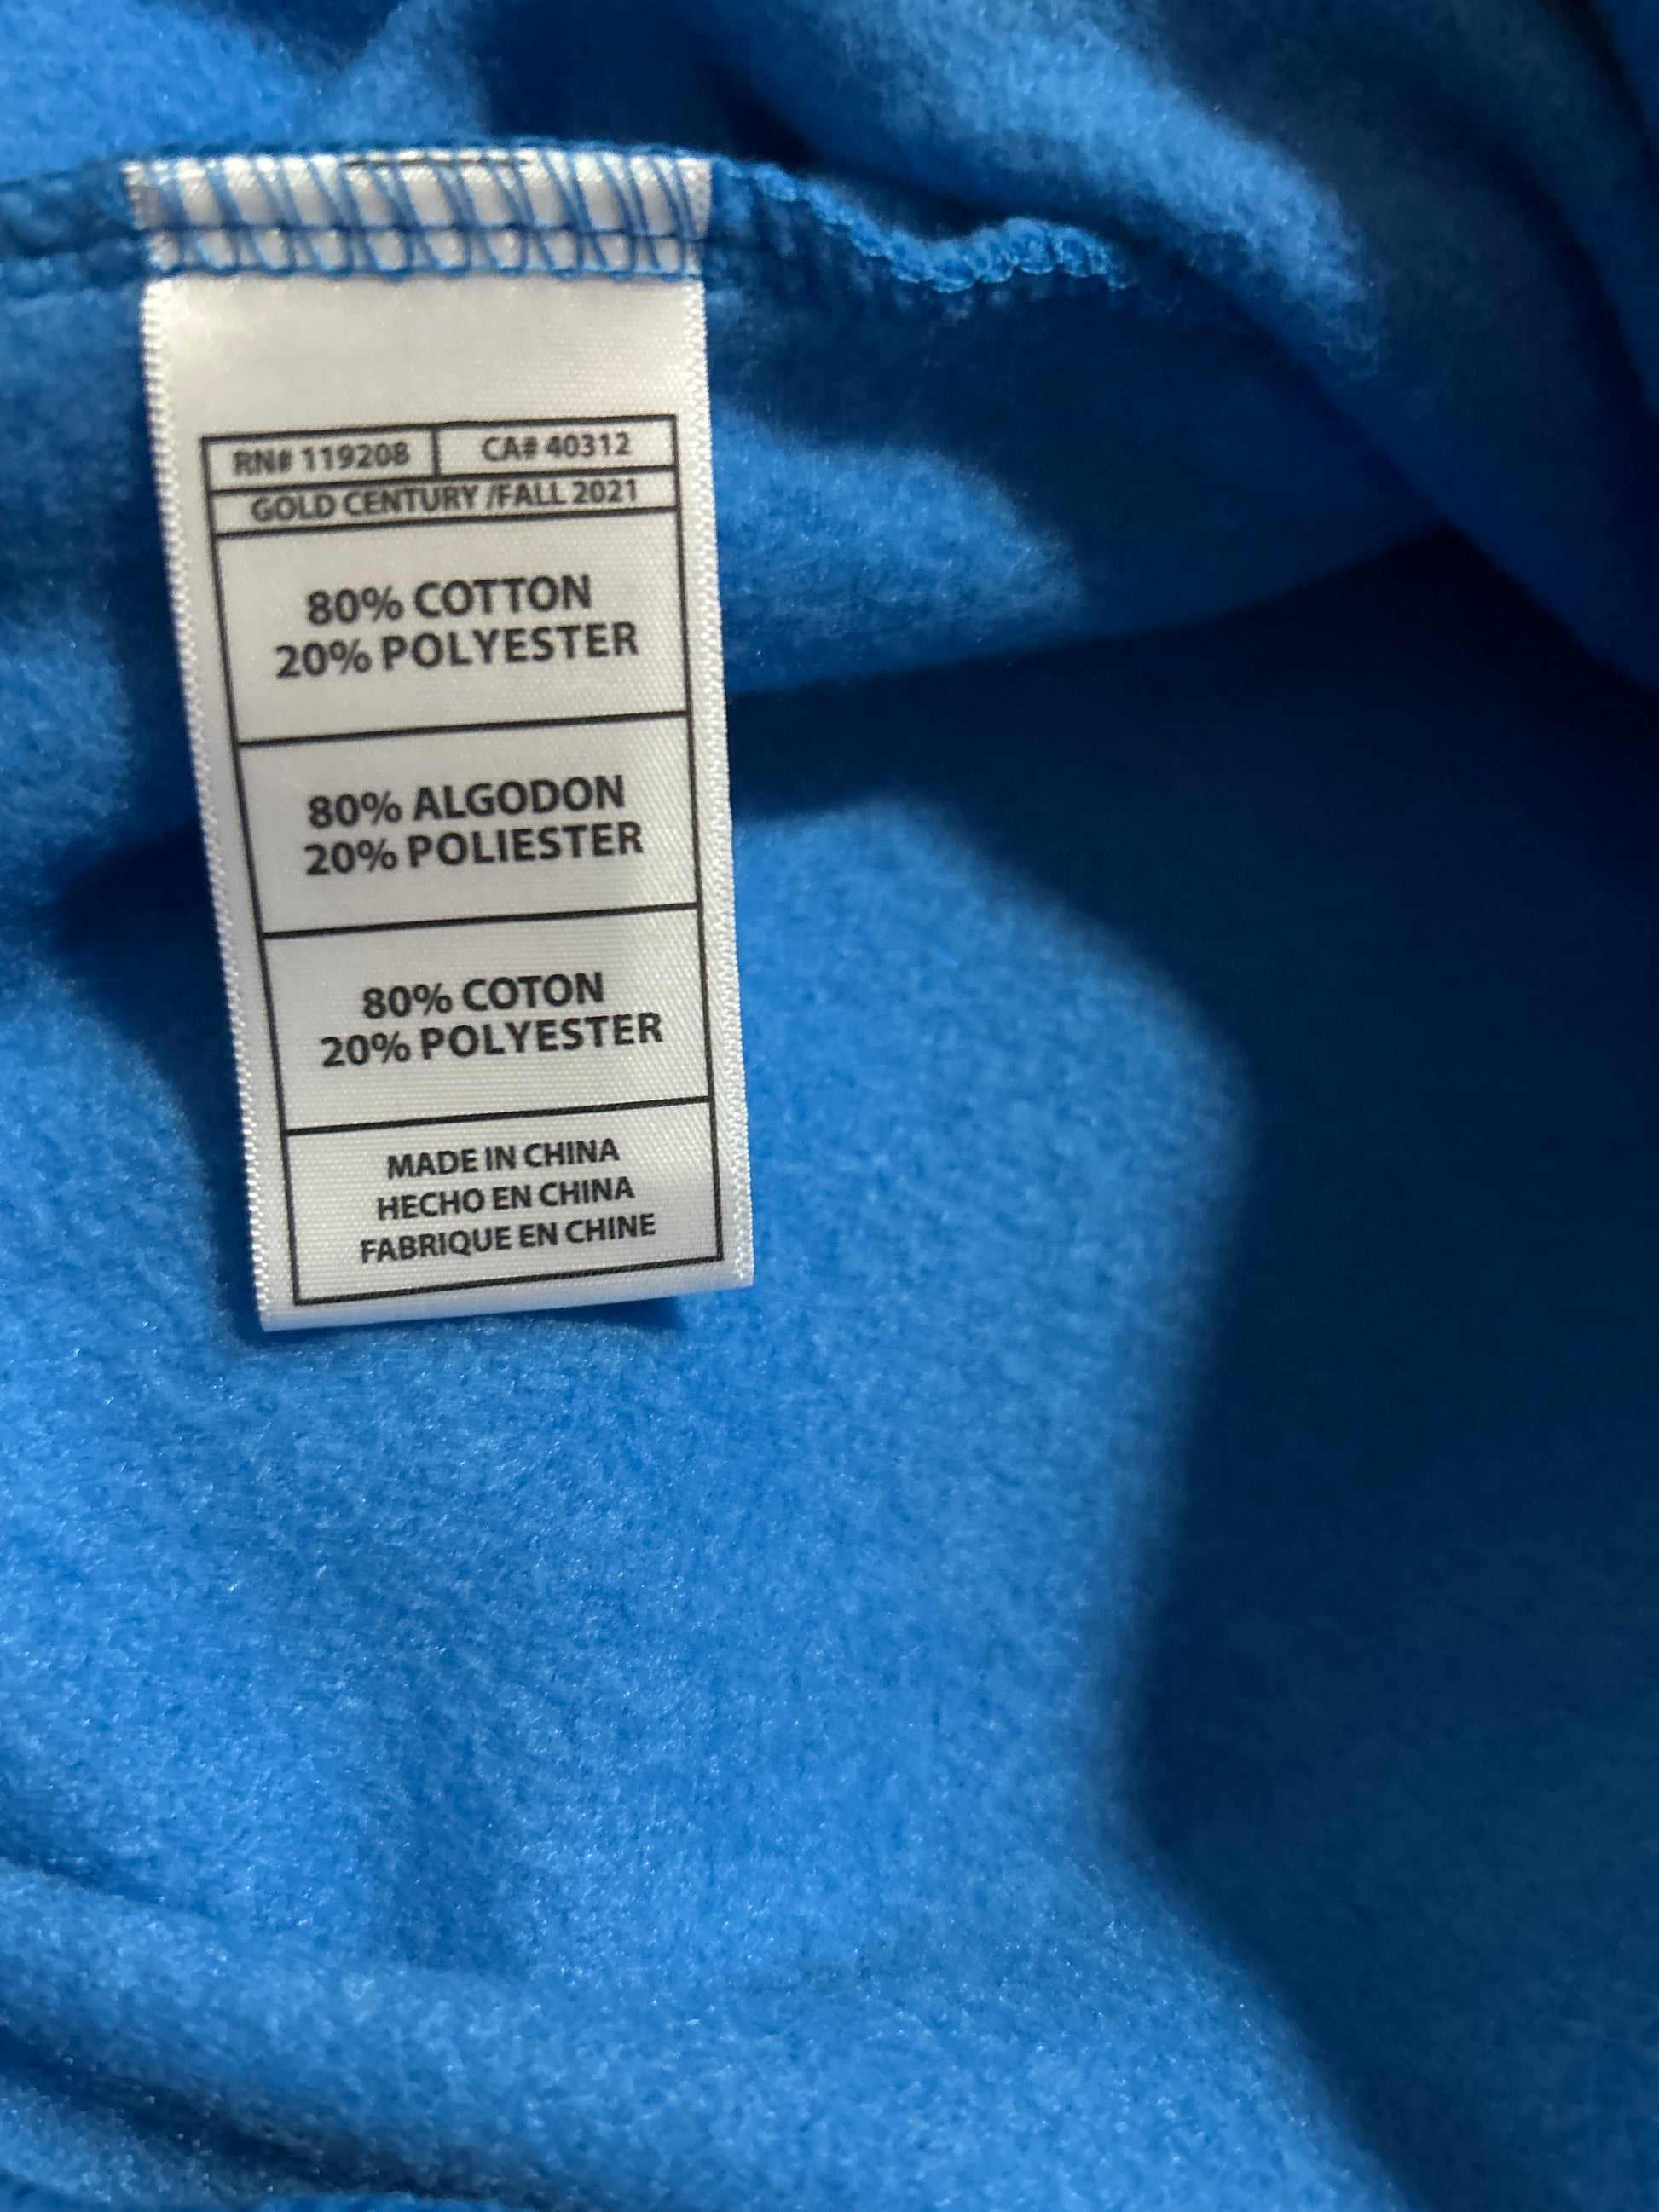 RN# 119208 CA# 40312
GOLD CENTURY /FALL 2021
80% COTTON
20% POLYESTER
80% ALGODON
20% POLIESTER
80% COTON
20% POLYESTER
MADE IN CHINA
HECHO EN CHINA
FABRIQUE EN CHINE